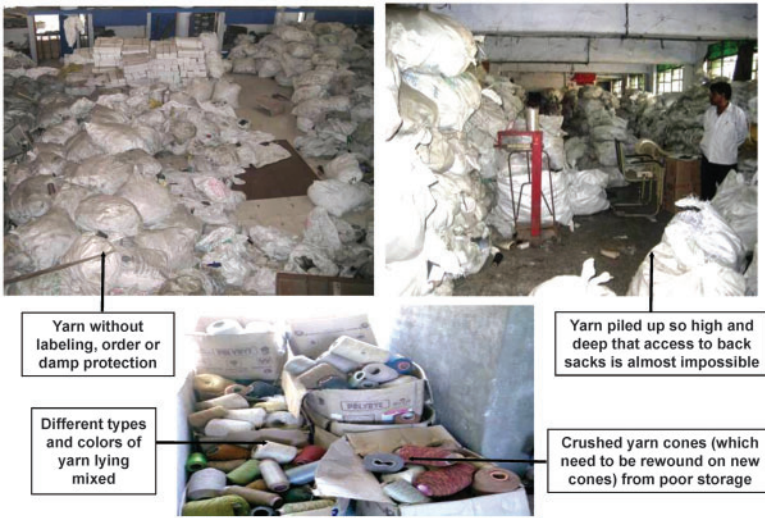 Yarn without
labeling, order or
damp protection
Yarn piled up so high and
deep that access to back
sacks is almost impossible
Different types
and colors of
yarn lying
mixed
Crushed yarn cones (which
need to be rewound on new
cones) from poor storage